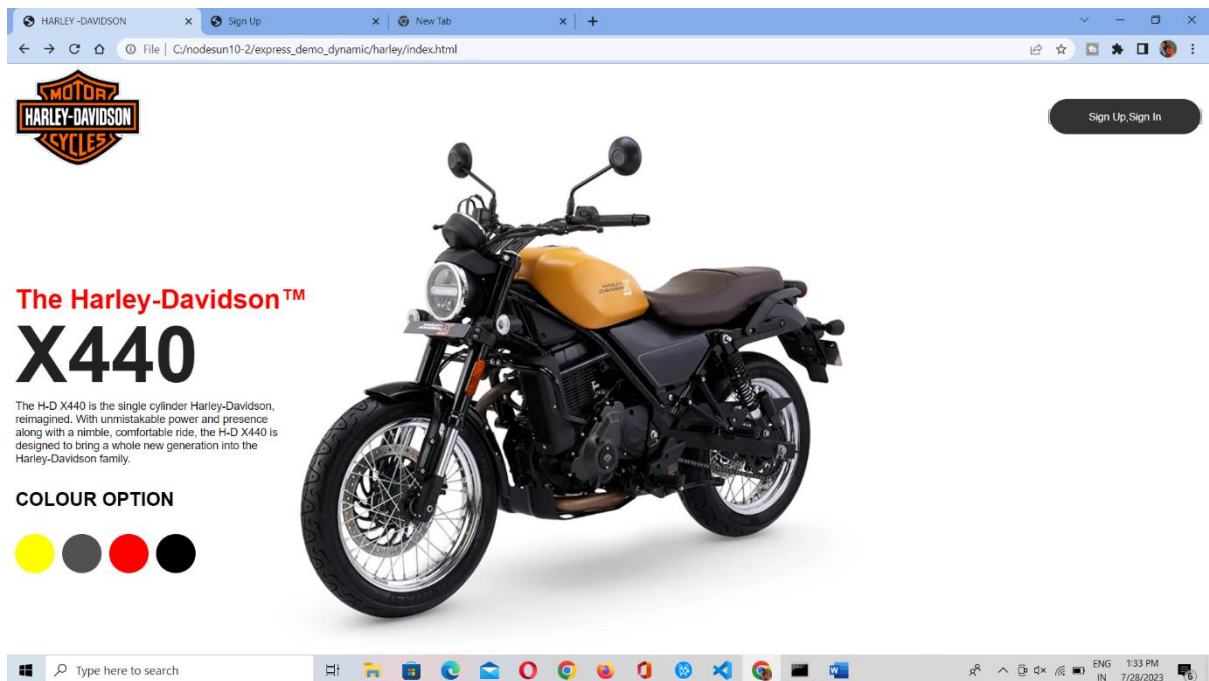 HARLEY -DAVIDSON
Sign Up
New Tab
File | C:/nodesun10-2/express_demo_dynamic/harley/index.html
MOTOR
HARLEY-DAVIDSON
CYCLES
Sign Up,Sign In
The Harley-Davidson™
X440
The H-D X440 is the single cylinder Harley-Davidson,
reimagined. With unmistakable power and presence
along with a nimble, comfortable ride, the H-D X440 is
designed to bring a whole new generation into the
Harley-Davidson family.
COLOUR OPTION
Type here to search
ENG
IN
1:33 PM
7/28/2023
6